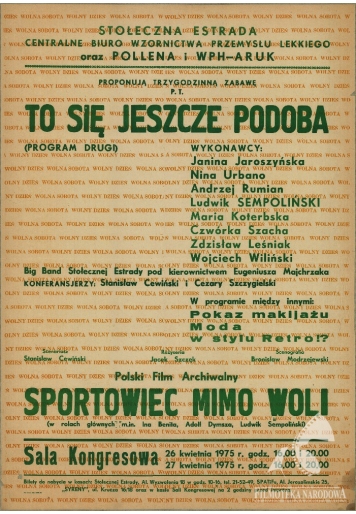 STOŁECZNA ESTRADA
CENTRALNE BIURO WZORNICTWA PRZEMYSŁU LEKKIEGO
oraz POLLENA i WPH-ARUK
PROPONUJĄ TRZYGODZINNĄ ZABAWĘ
P.T.
TO SIĘ JESZCZE PODOBA
(PROGRAM DRUGI)
WYKONAWCY:
Janina Jaroszyńska
Nina Urbano
Andrzej Rumian
Ludwik SEMPOLIŃSKI
Maria Koterbska
Czwórka Szacha
Zdzisław Leśniak
Wojciech Wiliński
Big Band Stołecznej Estrady pod kierownictwem Eugeniusza Majchrzaka
KONFERANSJERZY: Stanisław Cewiński i Cezary Szczygielski
W programie między innymi:
Pokaz makijażu
Moda
w stylu Retro!?
Scenariusz Reżyseria Scenografia
Stanisław Cewiński Jacek Szczęk Bronisław Modrzejewski
Polski Film Archiwalny
SPORTOWIEC MIMO WOLI
(w rolach głównych m.in. Ina Benita, Adolf Dymsza, Ludwik Sempoliński)
Sala Kongresowa
26 kwietnia 1975 r., godz. 16.00 i 20.00
27 kwietnia 1975 r., godz. 16.00 i 20.00
WOLNA SOBOTA WOLNY DZIEŃ
FILMOTEKA NARODOWA